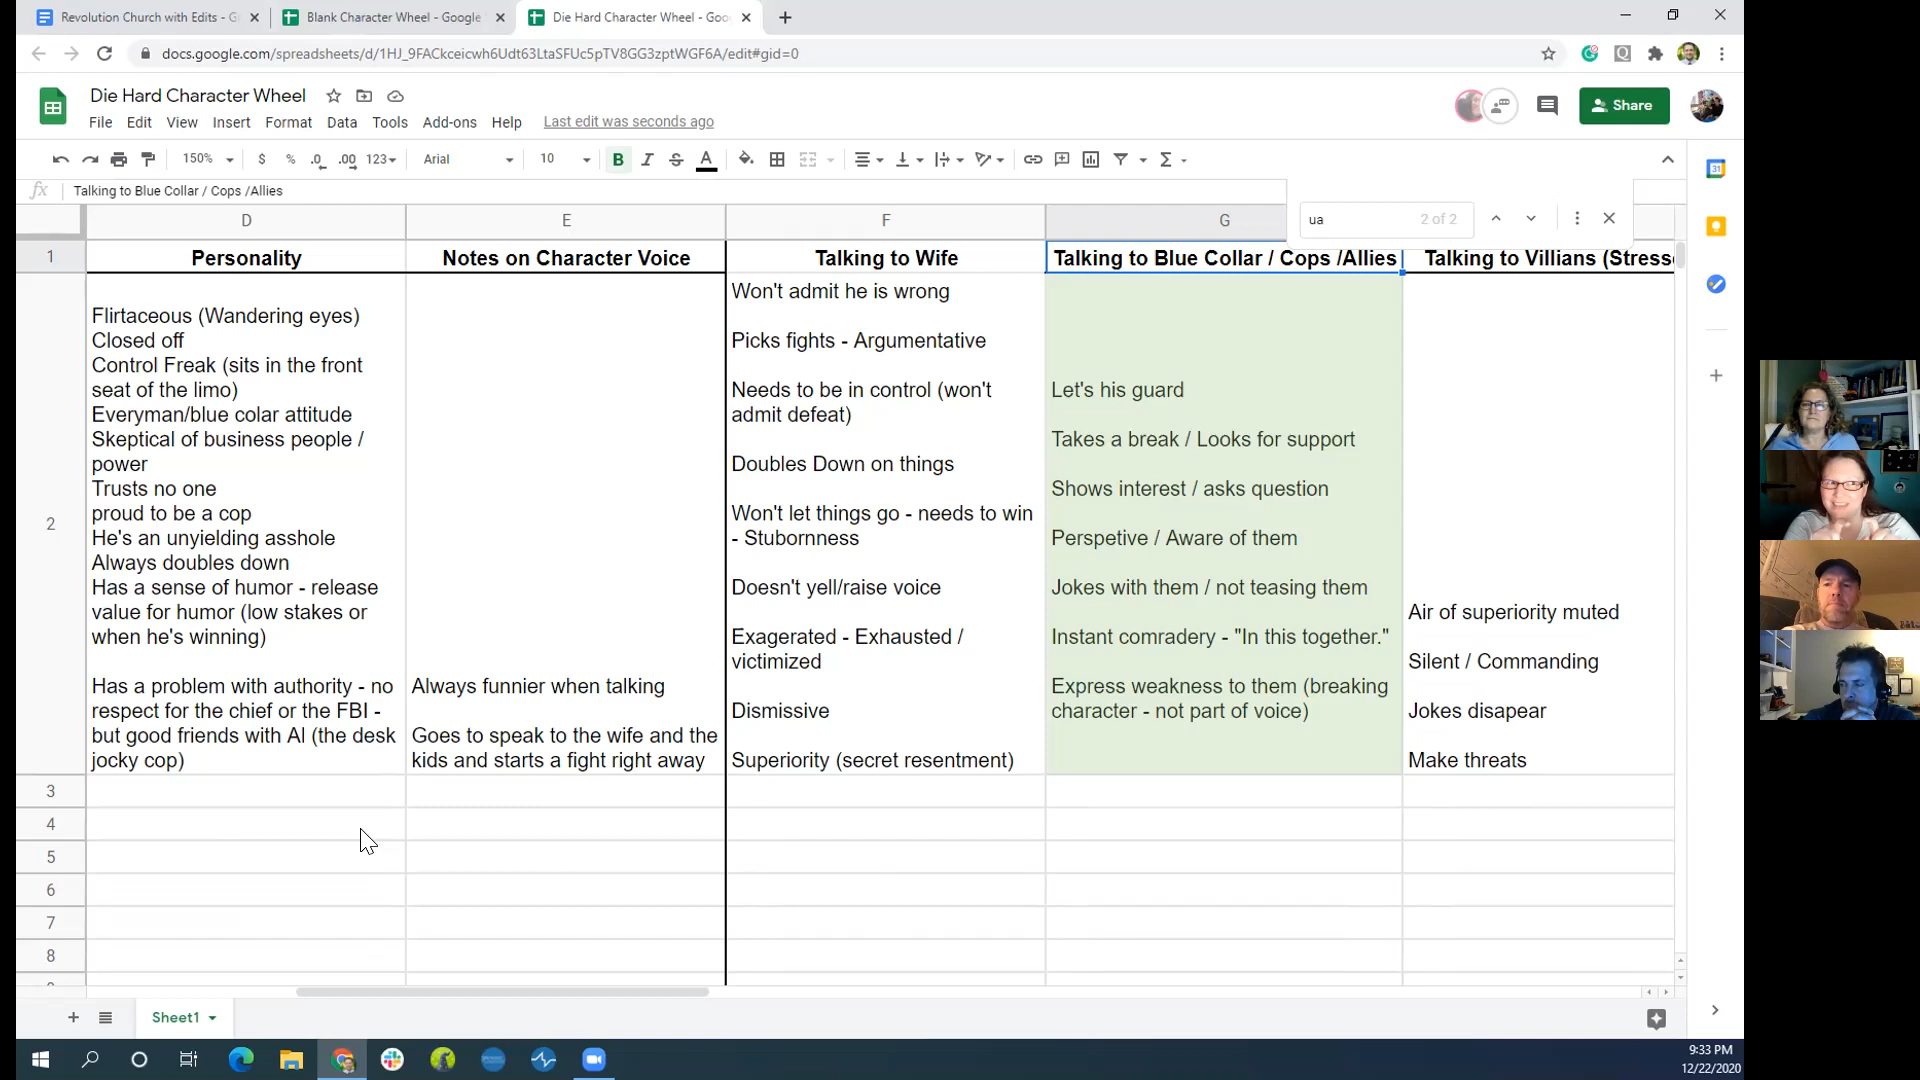 Revolution Church with Edits - G
Blank Character Wheel - Google
Die Hard Character Wheel - Goo
docs.google.com/spreadsheets/d/1HJ_9FACkceicwh6Udt63LtaSFUc5pTV8GG3zptWGF6A/edit#gid=0
Die Hard Character Wheel
File Edit View Insert Format Data Tools Add-ons Help Last edit was seconds ago
Share
150% $ % .0 .00 123 Arial 10 B I S A
fx Talking to Blue Collar / Cops /Allies
ua 2 of 2
D E F G
1 Personality Notes on Character Voice Talking to Wife Talking to Blue Collar / Cops /Allies Talking to Villians (Stress
2
Flirtaceous (Wandering eyes)
Closed off
Control Freak (sits in the front
seat of the limo)
Everyman/blue colar attitude
Skeptical of business people /
power
Trusts no one
proud to be a cop
He's an unyielding asshole
Always doubles down
Has a sense of humor - release
value for humor (low stakes or
when he's winning)
Has a problem with authority - no
respect for the chief or the FBI -
but good friends with Al (the desk
jocky cop)
Always funnier when talking
Goes to speak to the wife and the
kids and starts a fight right away
Won't admit he is wrong
Picks fights - Argumentative
Needs to be in control (won't
admit defeat)
Doubles Down on things
Won't let things go - needs to win
- Stubornness
Doesn't yell/raise voice
Exagerated - Exhausted /
victimized
Dismissive
Superiority (secret resentment)
Let's his guard
Takes a break / Looks for support
Shows interest / asks question
Perspetive / Aware of them
Jokes with them / not teasing them
Instant comradery - "In this together."
Express weakness to them (breaking
character - not part of voice)
Air of superiority muted
Silent / Commanding
Jokes disapear
Make threats
3
4
5
6
7
8
Sheet1
9:33 PM
12/22/2020